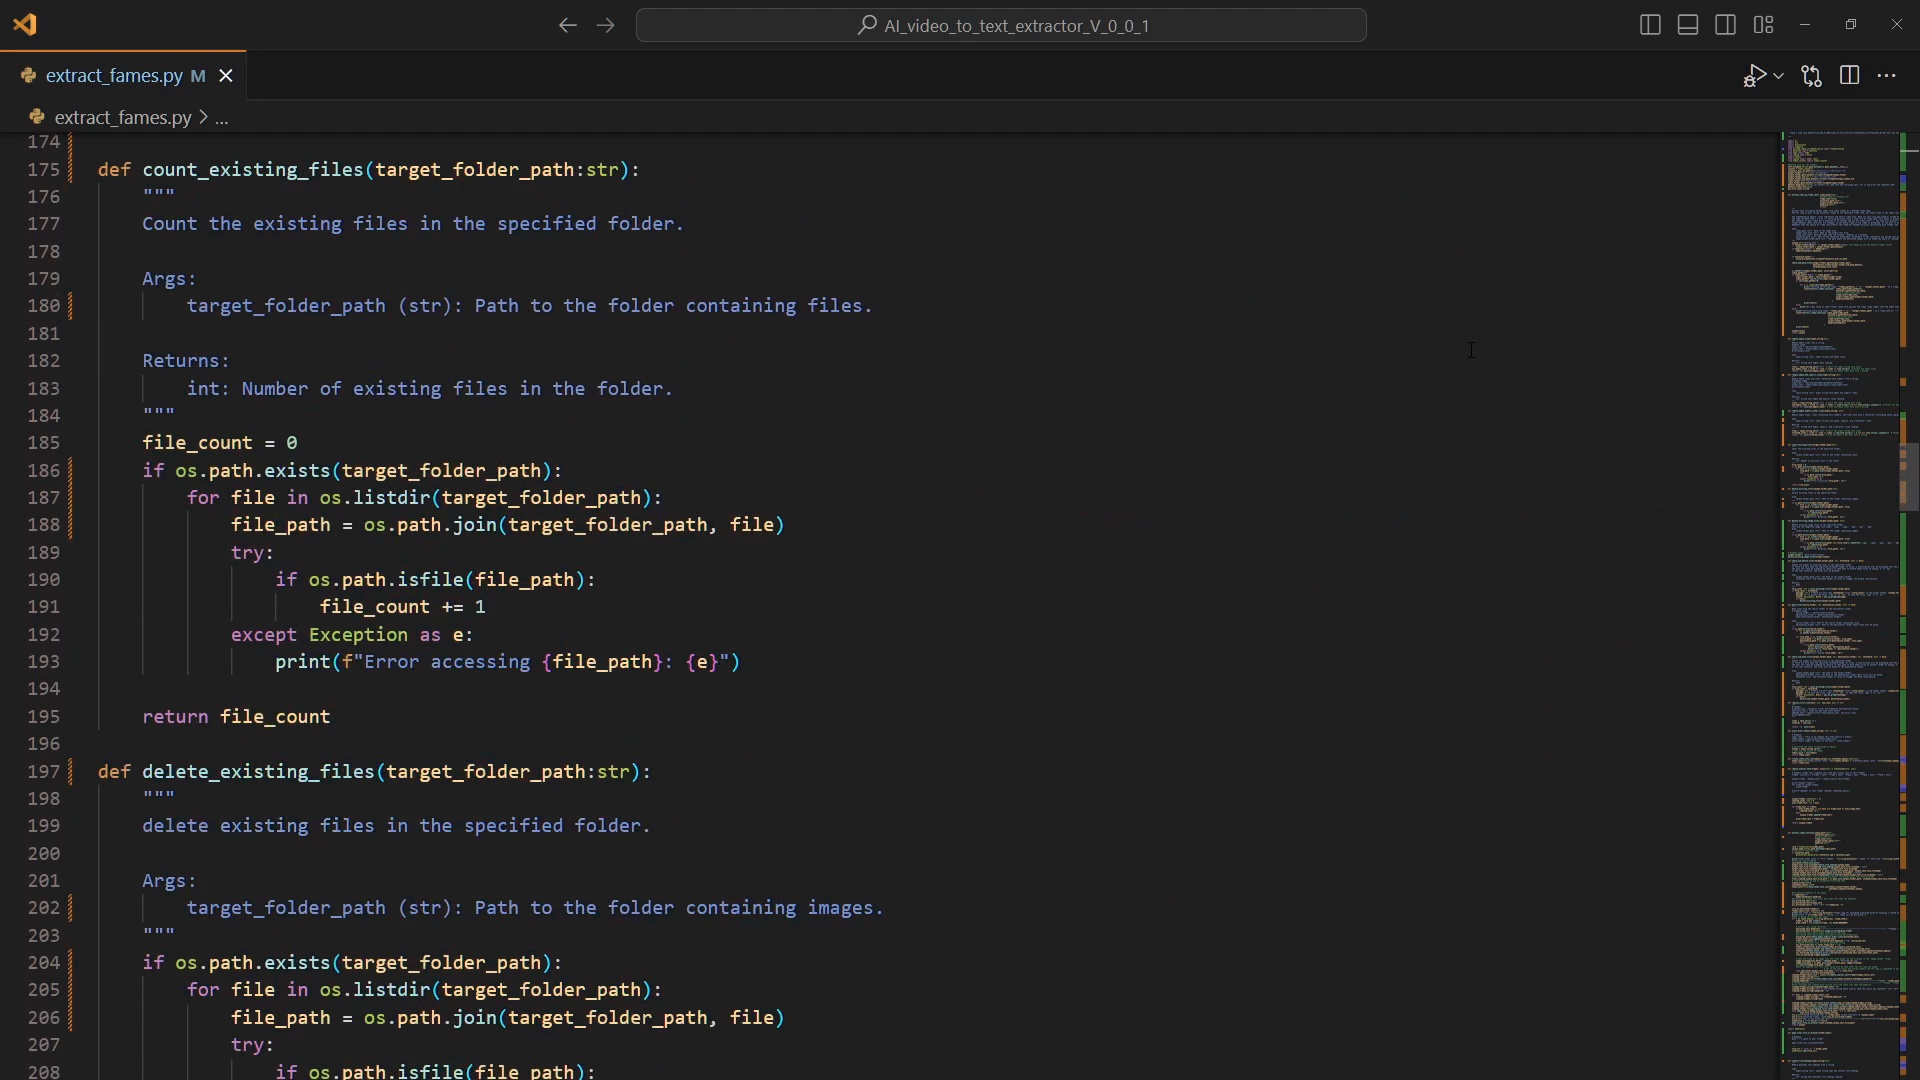 AI_video_to_text_extractor_V_0_0_1
extract_fames.py M
extract_fames.py > ...
174
175 def count_existing_files(target_folder_path:str):
176 """
177 Count the existing files in the specified folder.
178
179 Args:
180 target_folder_path (str): Path to the folder containing files.
181
182 Returns:
183 int: Number of existing files in the folder.
184 """
185 file_count = 0
186 if os.path.exists(target_folder_path):
187 for file in os.listdir(target_folder_path):
188 file_path = os.path.join(target_folder_path, file)
189 try:
190 if os.path.isfile(file_path):
191 file_count += 1
192 except Exception as e:
193 print(f"Error accessing {file_path}: {e}")
194
195 return file_count
196
197 def delete_existing_files(target_folder_path:str):
198 """
199 delete existing files in the specified folder.
200
201 Args:
202 target_folder_path (str): Path to the folder containing images.
203 """
204 if os.path.exists(target_folder_path):
205 for file in os.listdir(target_folder_path):
206 file_path = os.path.join(target_folder_path, file)
207 try:
208 if os.path.isfile(file_path):